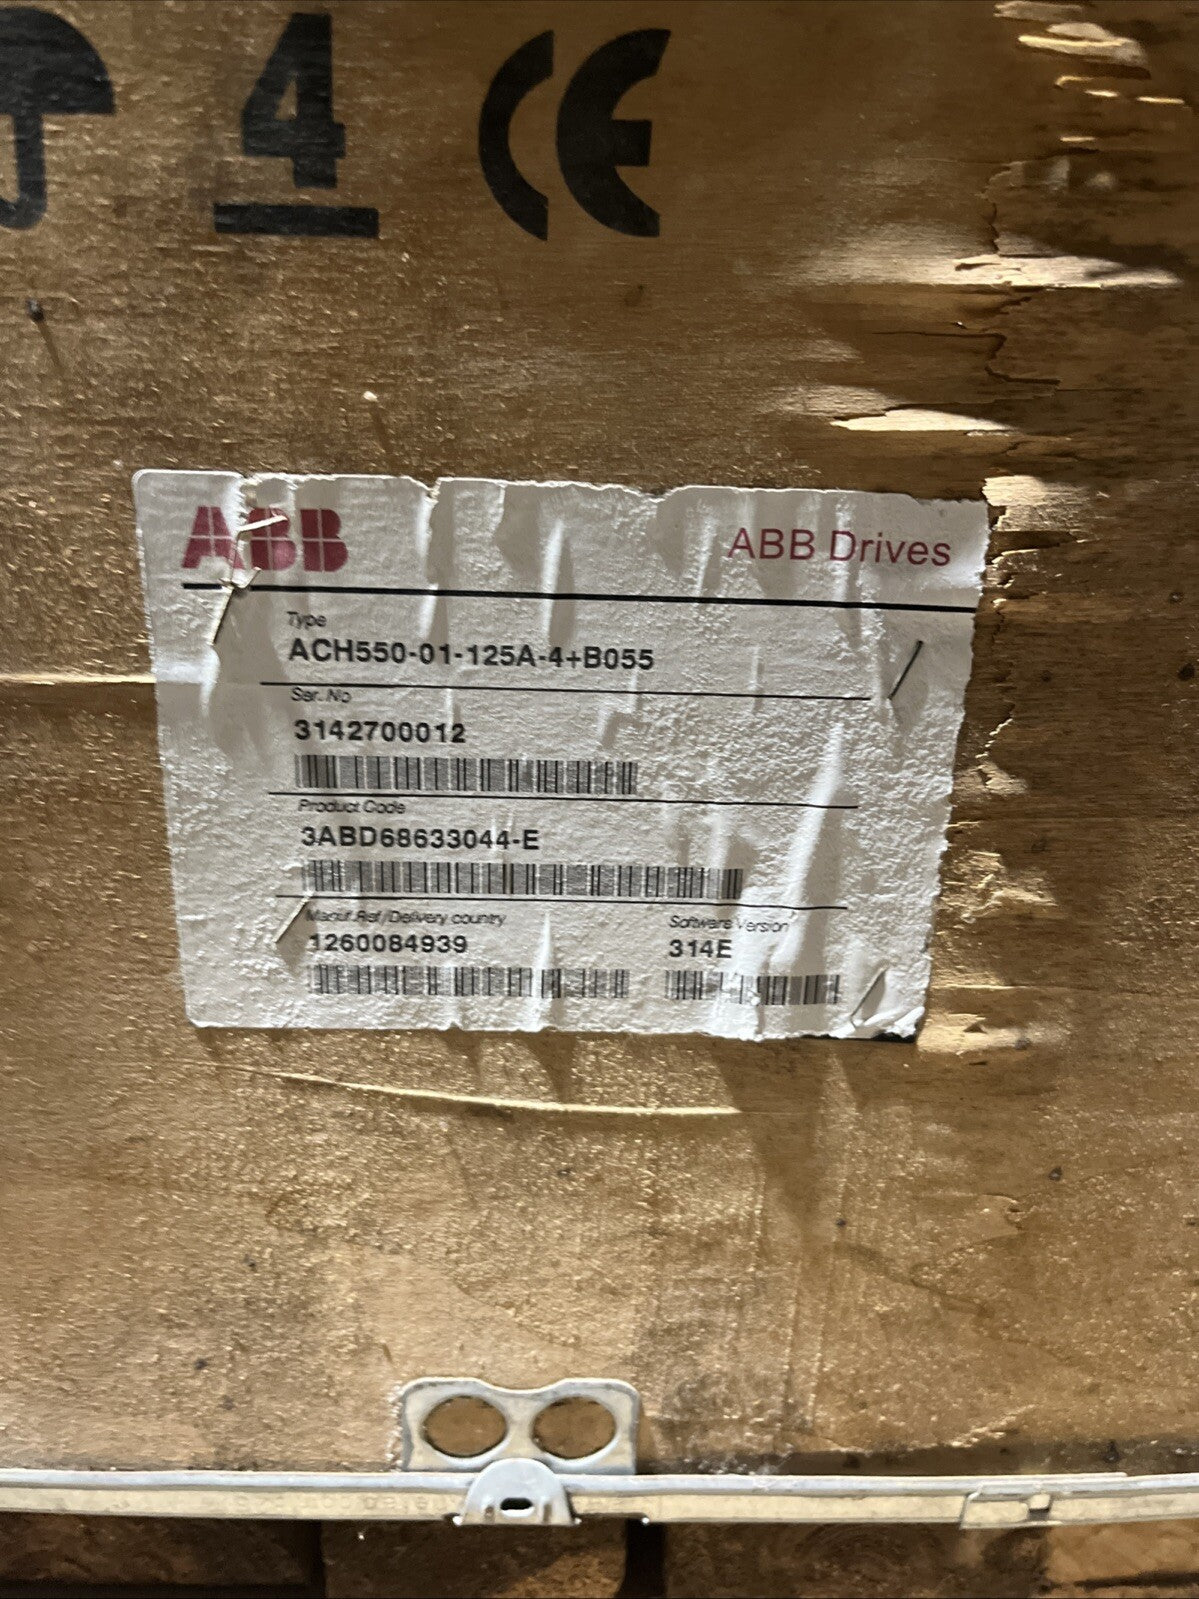 4
CE
ABB
ABB Drives
Type
ACH550-01-125A-4+B055
Ser. No
3142700012
Product Code
3ABD68633044-E
Manuf.Ref/Delivery country
Software Version
1260084939
314E